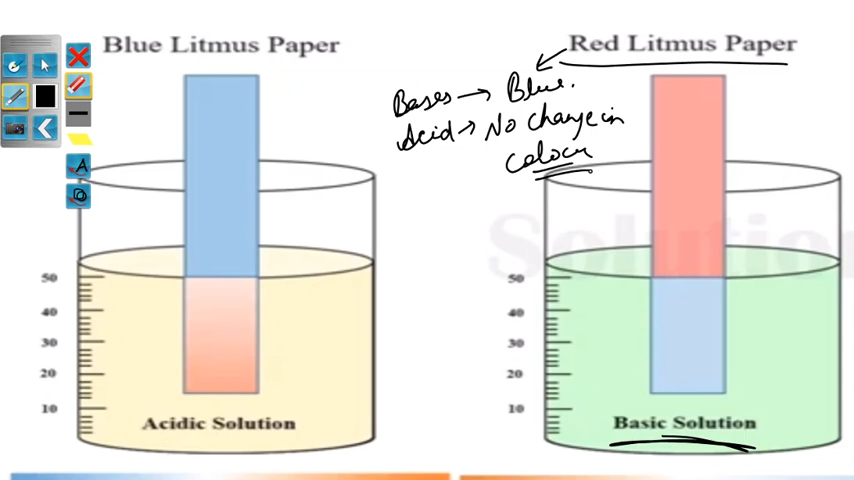 Blue Litmus Paper
Red Litmus Paper
Bases → Blue.
Acid → No change in
colour
Solution
50
40
30
20
10
50
40
30
20
10
Acidic Solution
Basic Solution
A